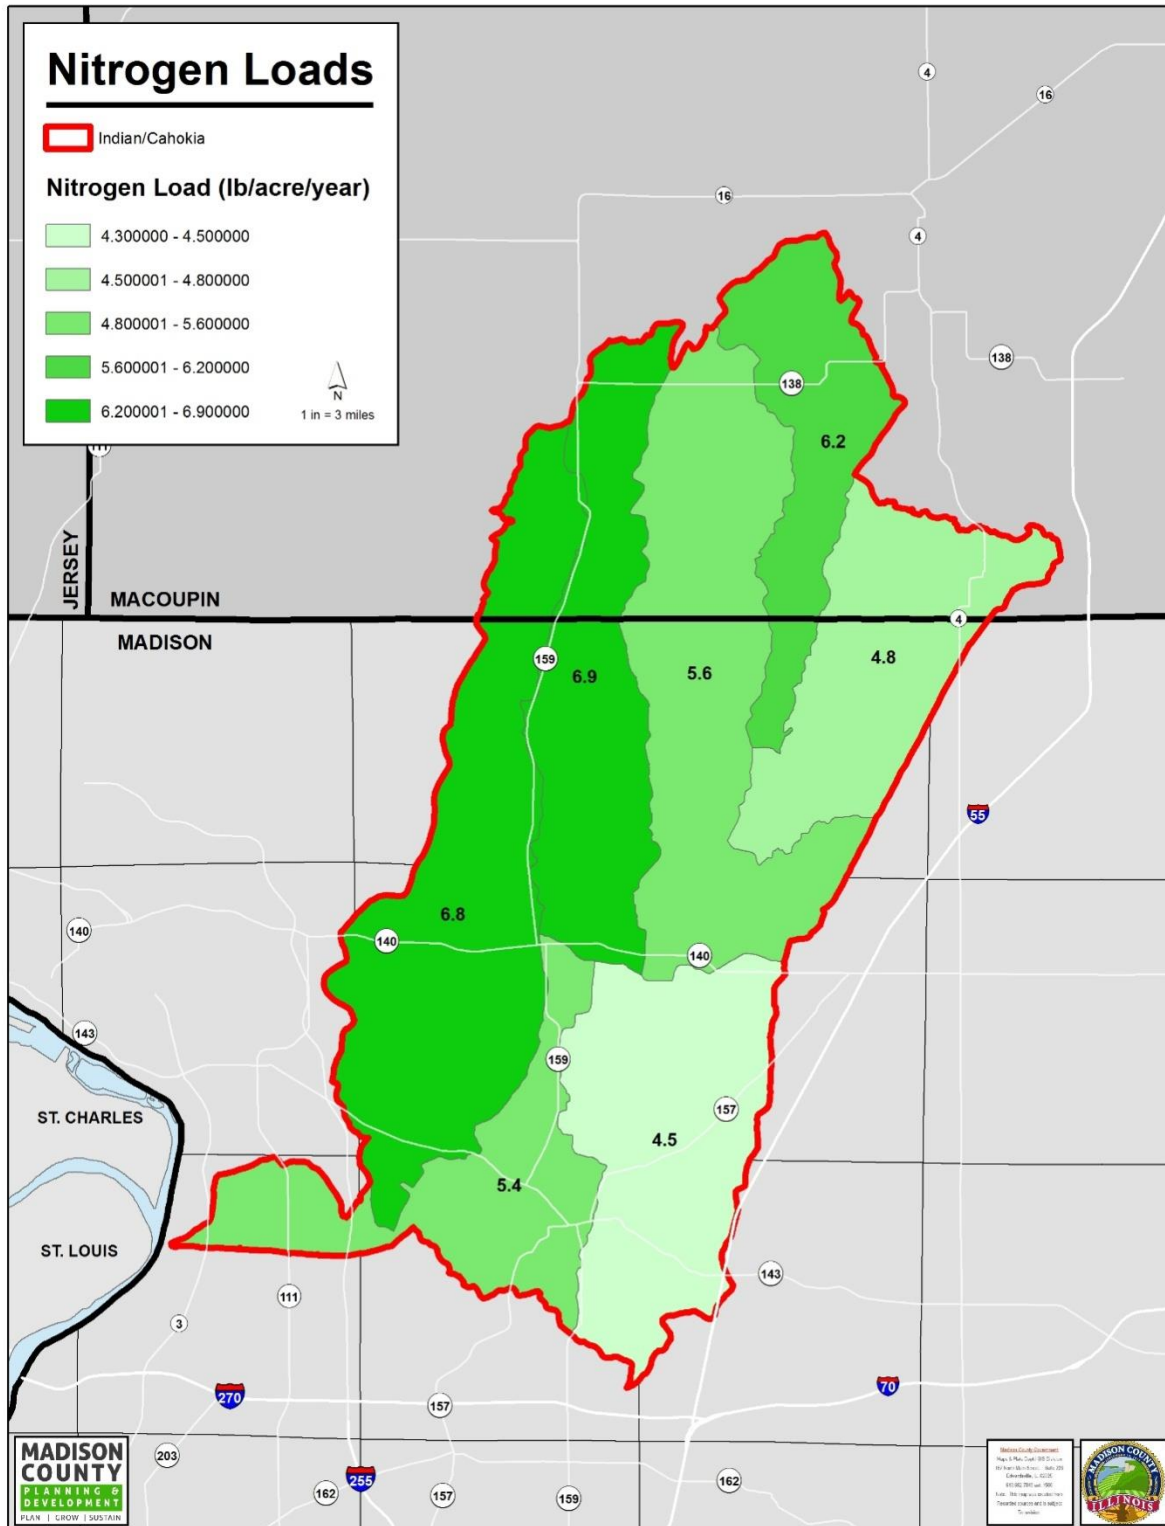 Nitrogen Loads
Indian/Cahokia
Nitrogen Load (lb/acre/year)
4.300000 - 4.500000
4.500001 - 4.800000
4.800001 - 5.600000
5.600001 - 6.200000
6.200001 - 6.900000
N
1 in = 3 miles
4
16
16
4
138
138
6.2
JERSEY
MACOUPIN
MADISON
4
159
6.9
5.6
4.8
55
6.8
140
140
140
143
159
157
ST. CHARLES
4.5
5.4
ST. LOUIS
143
111
3
270
157
70
203
255
162
157
159
162
MADISON
COUNTY
PLANNING &
DEVELOPMENT
PLAN | GROW | SUSTAIN
Madison County Government
MADISON COUNTY
ILLINOIS